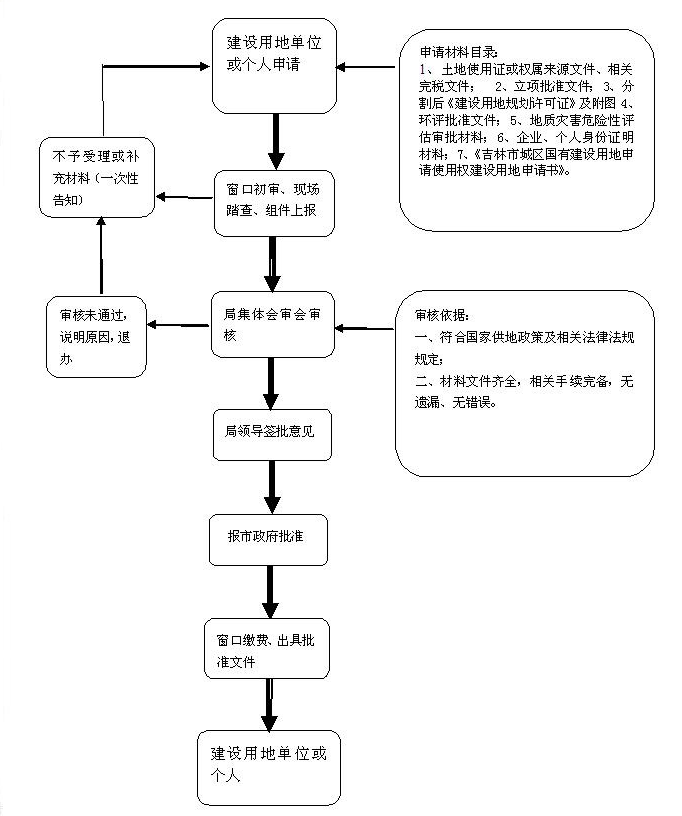 建设用地单位
或个人申请
申请材料目录：
1、土地使用证或权属来源文件、相关
完税文件； 2、立项批准文件；3、分
割后《建设用地规划许可证》及附图 4、
环评批准文件；5、地质灾害危险性评
估审批材料；6、企业、个人身份证明
材料；7、《吉林市城区国有建设用地申
请使用权建设用地申请书》。
不予受理或补
充材料（一次性
告知）
窗口初审、现场
踏查、组件上报
审核未通过，
说明原因，退
办
局集体会审会审
核
审核依据：
一、符合国家供地政策及相关法律法规
规定；
二、材料文件齐全，相关手续完备，无
遗漏、无错误。
局领导签批意见
报市政府批准
窗口缴费、出具批
准文件
建设用地单位或
个人